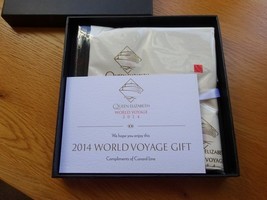 QUEEN ELIZABETH
WORLD VOYAGE
2014
We hope you enjoy this
2014 WORLD VOYAGE GIFT
Compliments of Cunard Line